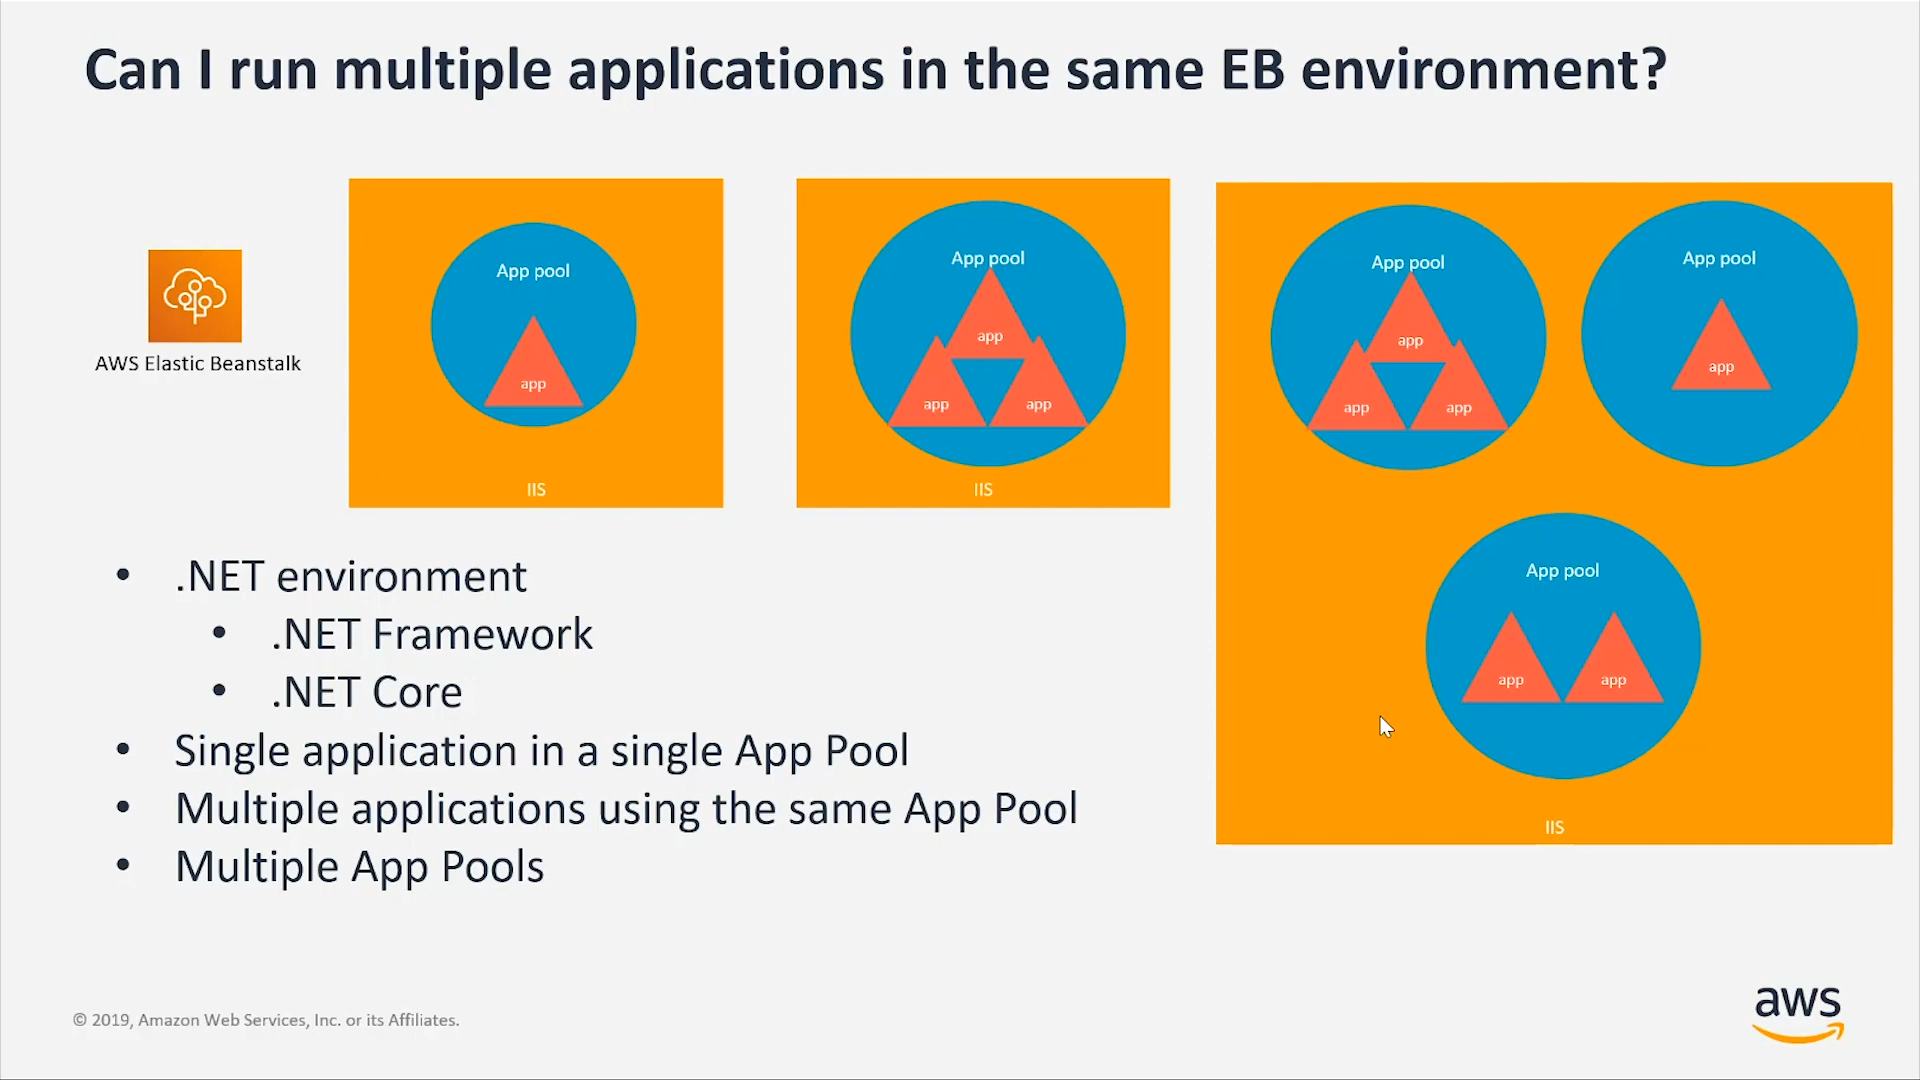 Can I run multiple applications in the same EB environment?
AWS Elastic Beanstalk
App pool
app
IIS
App pool
app
app
app
IIS
App pool
app
app
app
App pool
app
App pool
app
app
IIS
• .NET environment
• .NET Framework
• .NET Core
• Single application in a single App Pool
• Multiple applications using the same App Pool
• Multiple App Pools
© 2019, Amazon Web Services, Inc. or its Affiliates.
aws